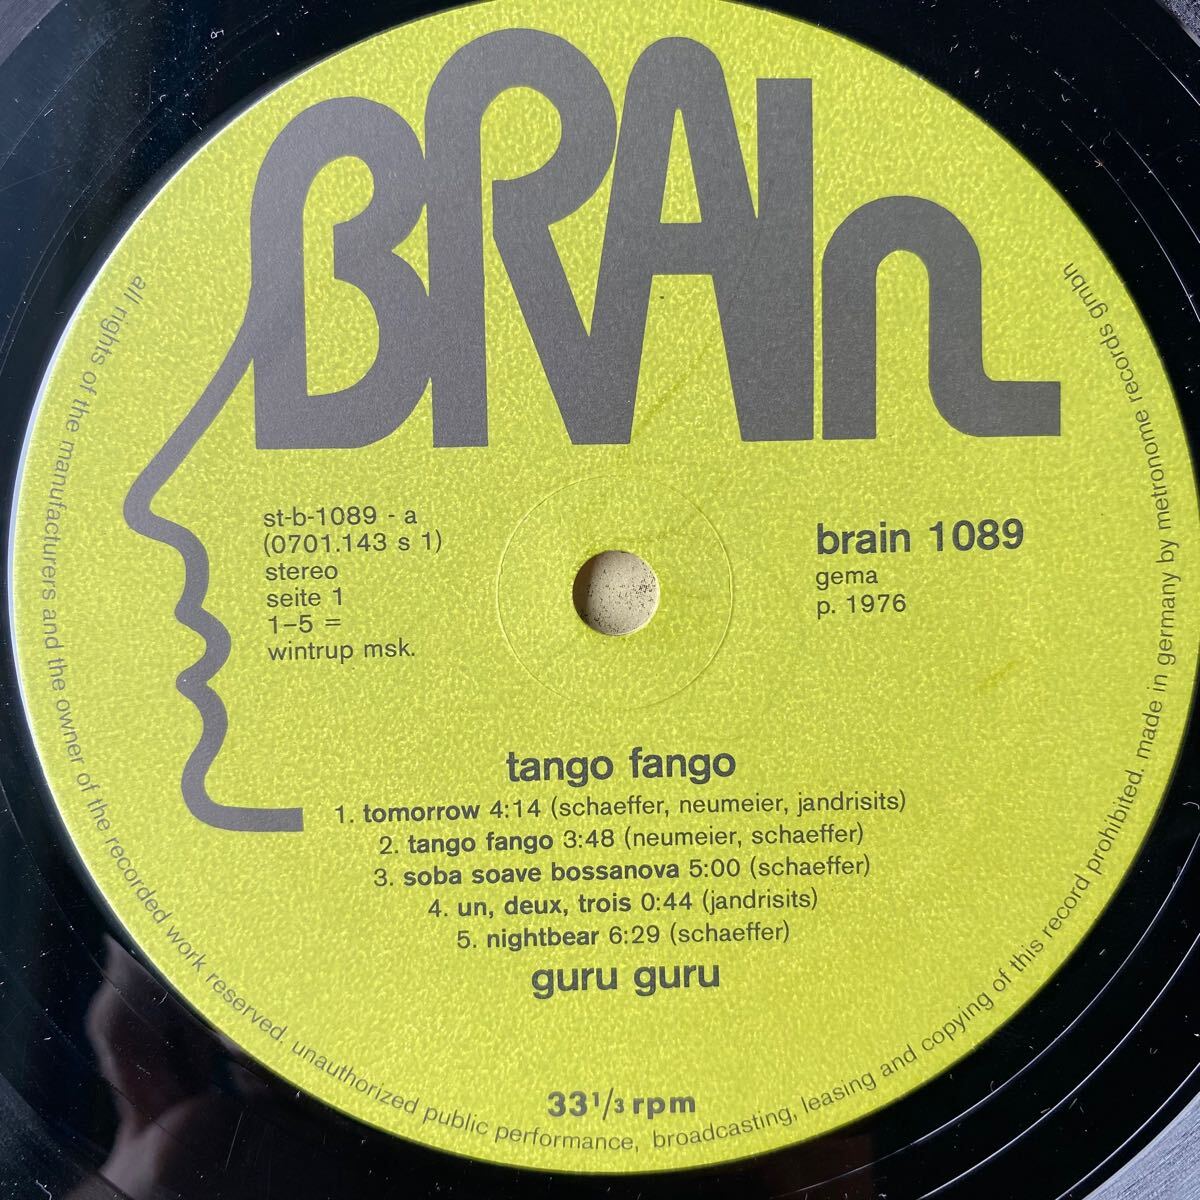 BRAIn
st-b-1089 - a
(0701.143 s 1)
stereo
seite 1
1–5 =
wintrup msk.
brain 1089
gema
p. 1976
tango fango
1. tomorrow 4:14 (schaeffer, neumeier, jandrisits)
2. tango fango 3:48 (neumeier, schaeffer)
3. soba soave bossanova 5:00 (schaeffer)
4. un, deux, trois 0:44 (jandrisits)
5. nightbear 6:29 (schaeffer)
guru guru
33 1/3 rpm
all rights of the manufacturers and the owner of the recorded work reserved. unauthorized public performance, broadcasting, leasing and copying of this record prohibited. made in germany by metronome records gmbh